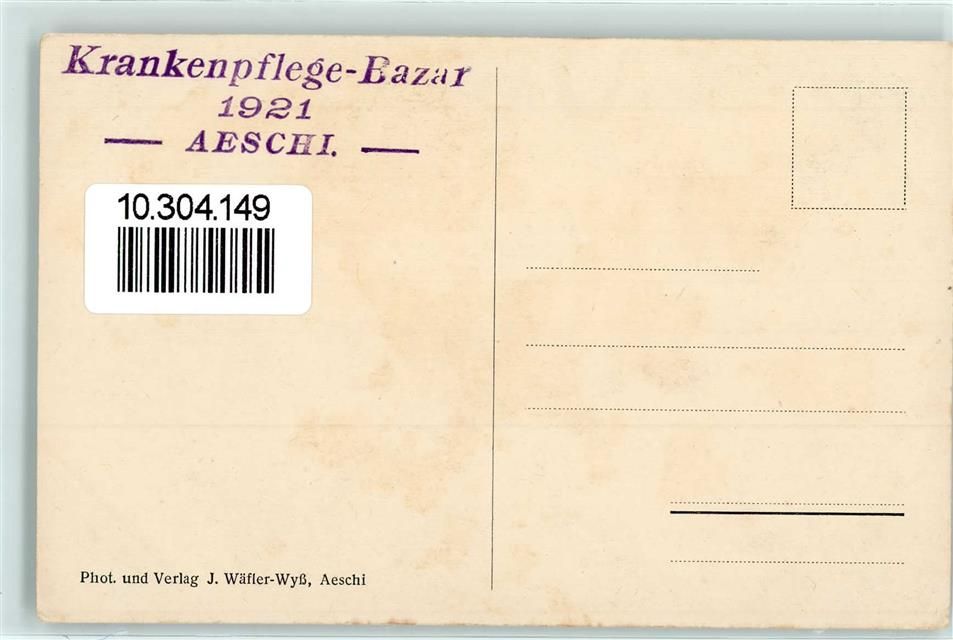 Krankenpflege-Bazar
1921
— AESCHI. —
10.304.149
Phot. und Verlag J. Wäfler-Wyß, Aeschi